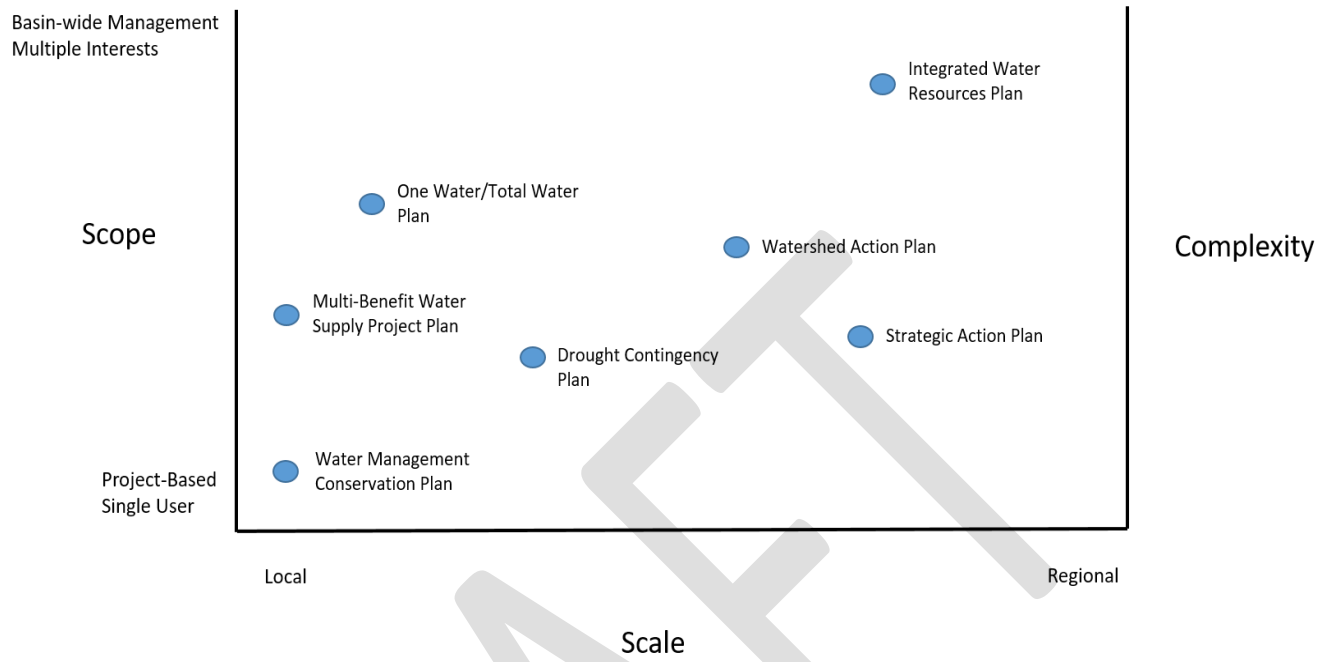 Basin-wide Management
Multiple Interests
Integrated Water
Resources Plan
One Water/Total Water
Plan
Scope
Watershed Action Plan
Complexity
Multi-Benefit Water
Supply Project Plan
Strategic Action Plan
Drought Contingency
Plan
Water Management
Conservation Plan
Project-Based
Single User
Local
Regional
Scale